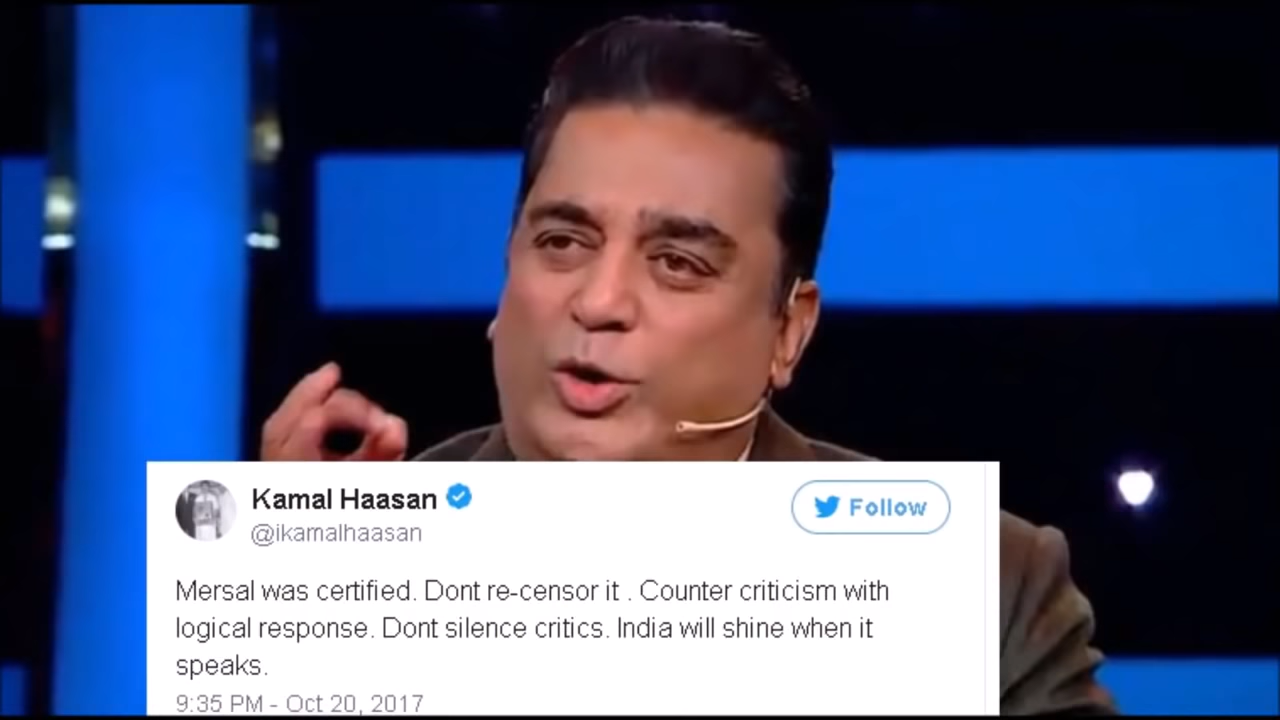 Kamal Haasan
@ikamalhaasan
Follow
Mersal was certified. Dont re-censor it . Counter criticism with
logical response. Dont silence critics. India will shine when it
speaks.
9:35 PM - Oct 20, 2017